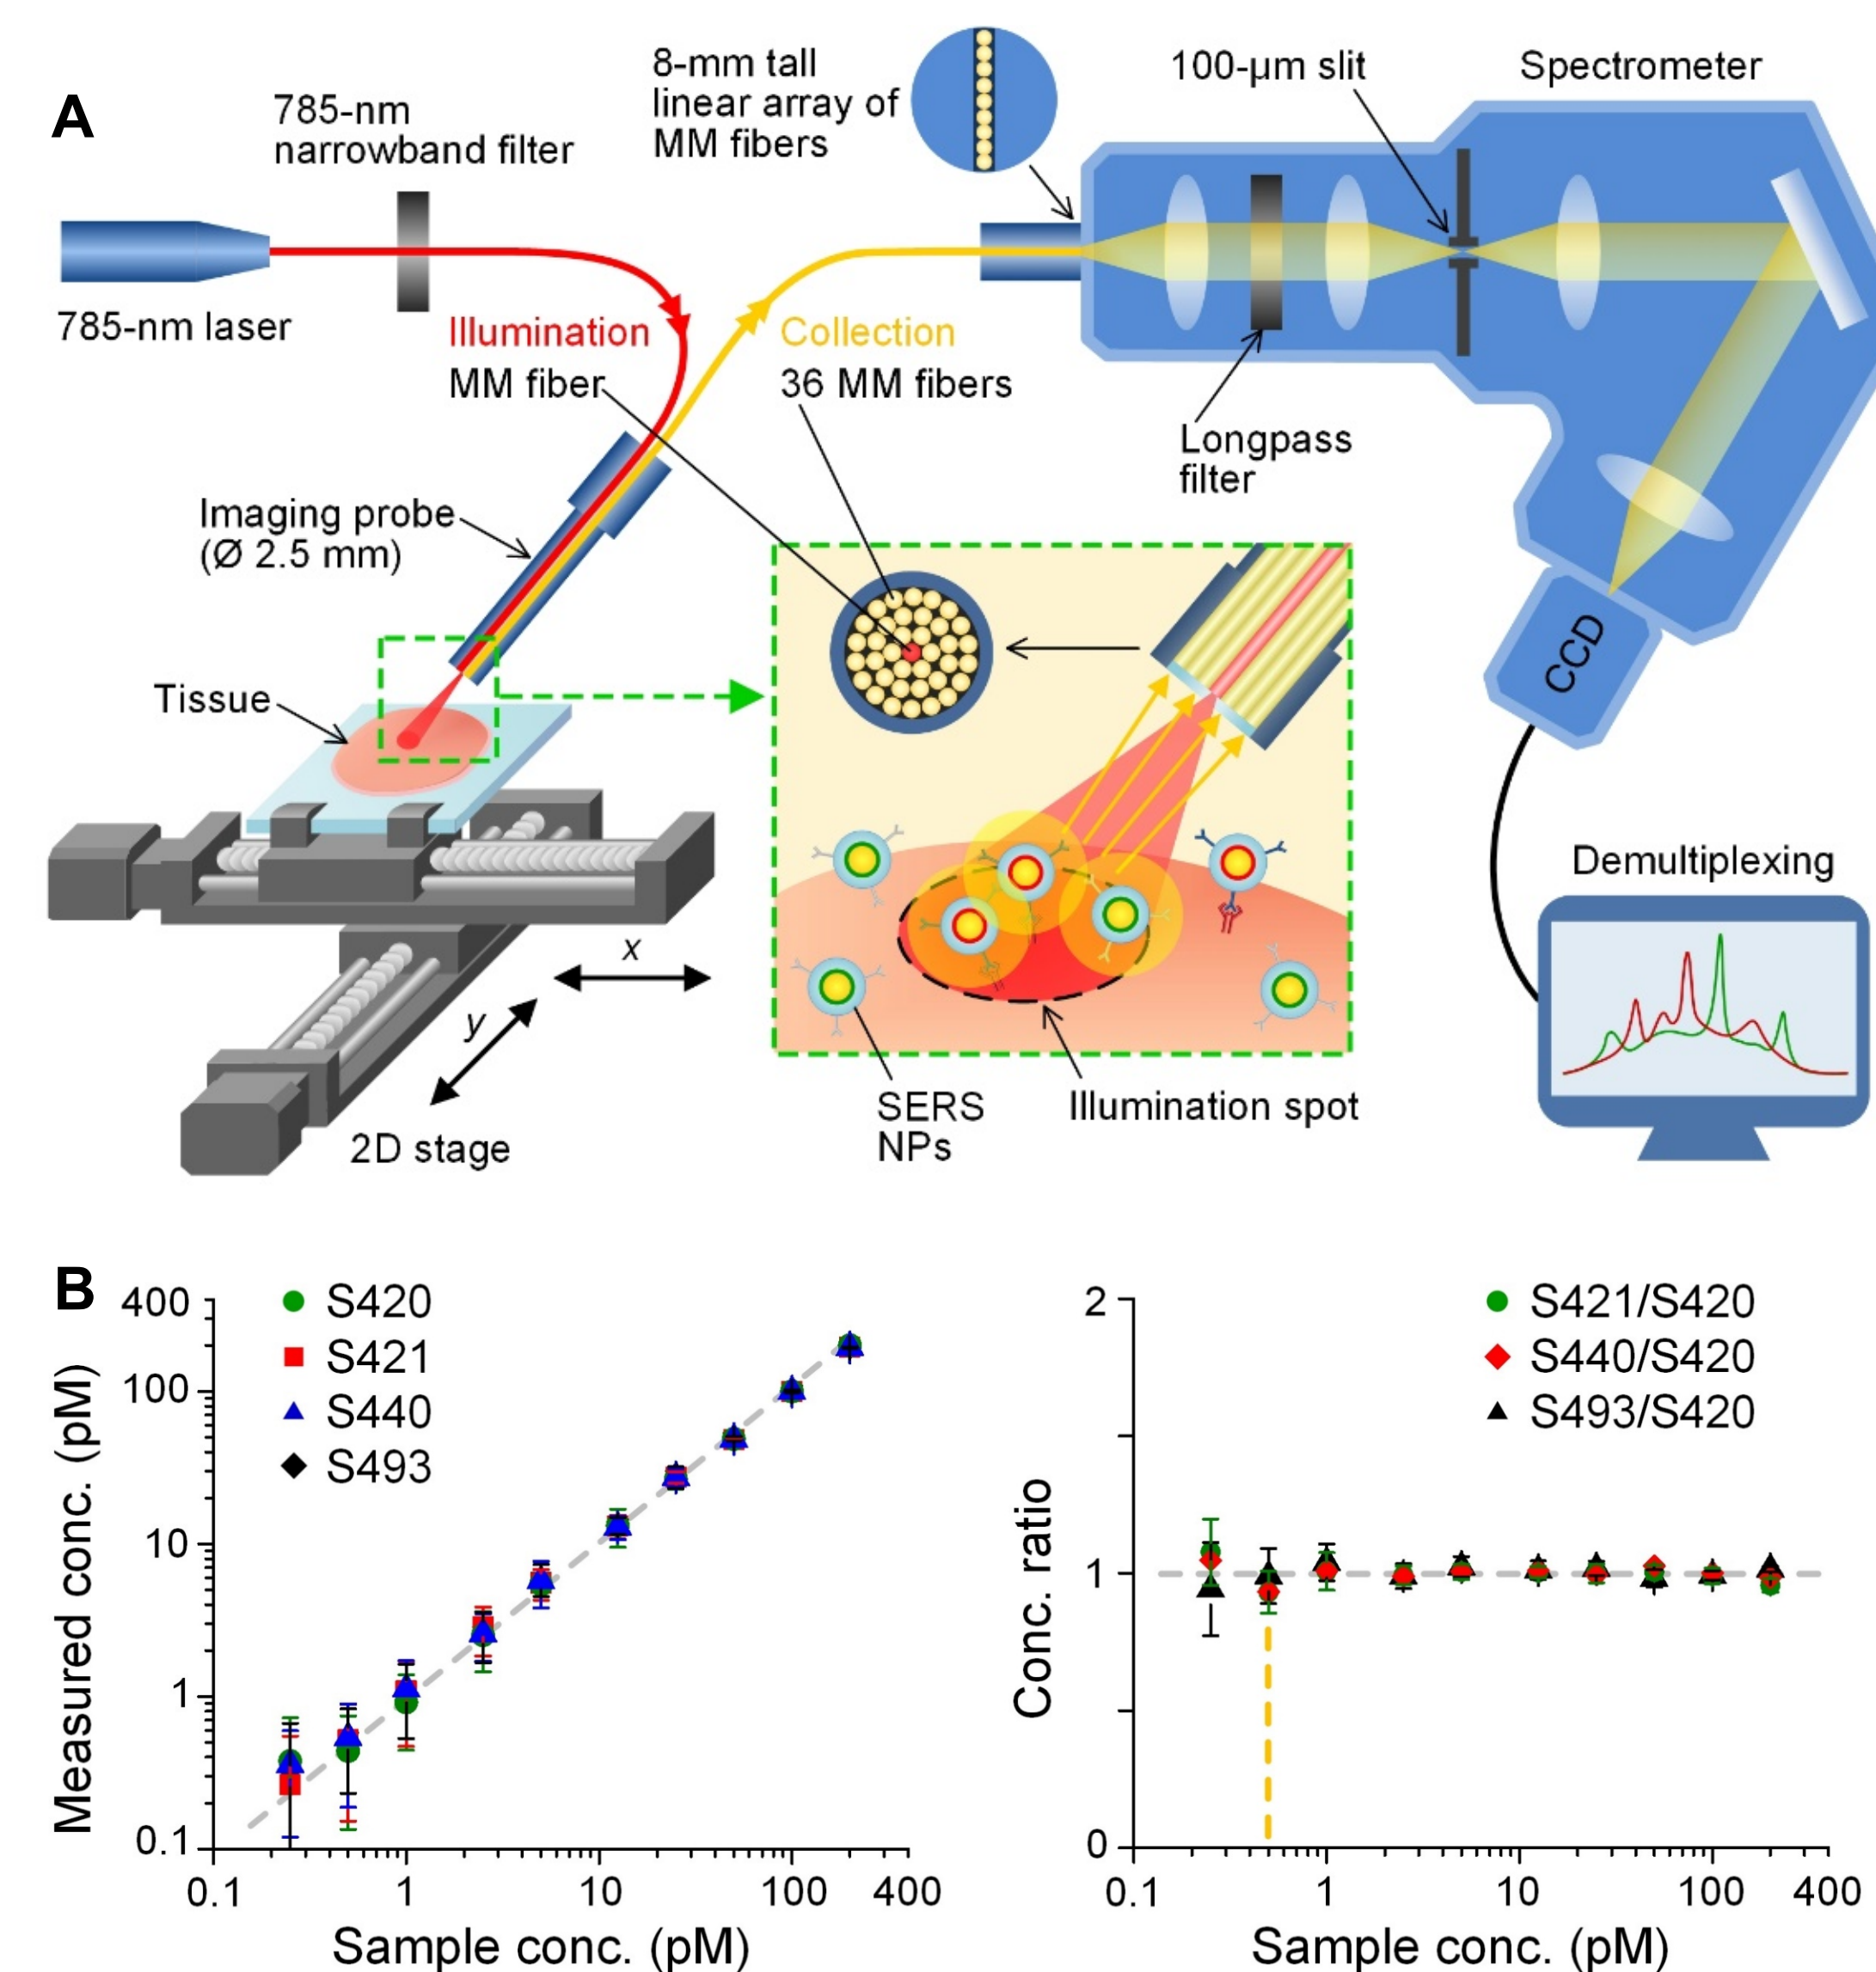 A
785-nm
narrowband filter
8-mm tall
linear array of
MM fibers
100-µm slit
Spectrometer
785-nm laser
Illumination
MM fiber
Collection
36 MM fibers
Longpass
filter
Imaging probe
(Ø 2.5 mm)
CCD
Tissue
Demultiplexing
x
y
2D stage
SERS
NPs
Illumination spot
B
S420
S421
S440
S493
400
100
10
1
0.1
Measured conc. (pM)
0.1
1
10
100
400
Sample conc. (pM)
S421/S420
S440/S420
S493/S420
2
1
0
Conc. ratio
0.1
1
10
100
400
Sample conc. (pM)